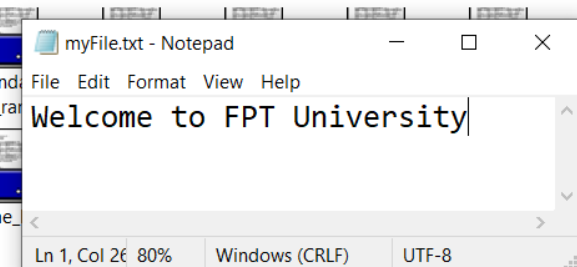 myFile.txt - Notepad
File Edit Format View Help
Welcome to FPT University
Ln 1, Col 26 80% Windows (CRLF) UTF-8